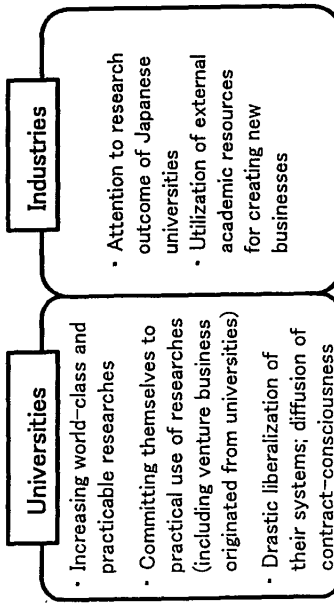 Universities
・Increasing world-class and
practicable researches
・Committing themselves to
practical use of researches
(including venture business
originated from universities)
・Drastic liberalization of
their systems; diffusion of
contract-consciousness
Industries
・Attention to research
outcome of Japanese
universities
・Utilization of external
academic resources
for creating new
businesses